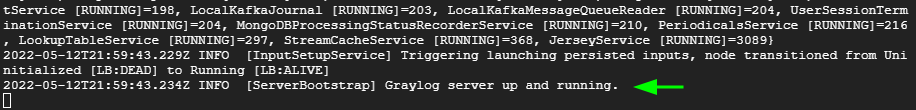 tService [RUNNING]=198, LocalKafkaJournal [RUNNING]=203, LocalKafkaMessageQueueReader [RUNNING]=204, UserSessionTerm
inationService [RUNNING]=204, MongoDBProcessingStatusRecorderService [RUNNING]=210, PeriodicalsService [RUNNING]=216
, LookupTableService [RUNNING]=297, StreamCacheService [RUNNING]=368, JerseyService [RUNNING]=3089}
2022-05-12T21:59:43.229Z INFO  [InputSetupService] Triggering launching persisted inputs, node transitioned from Uni
nitialized [LB:DEAD] to Running [LB:ALIVE]
2022-05-12T21:59:43.234Z INFO  [ServerBootstrap] Graylog server up and running.